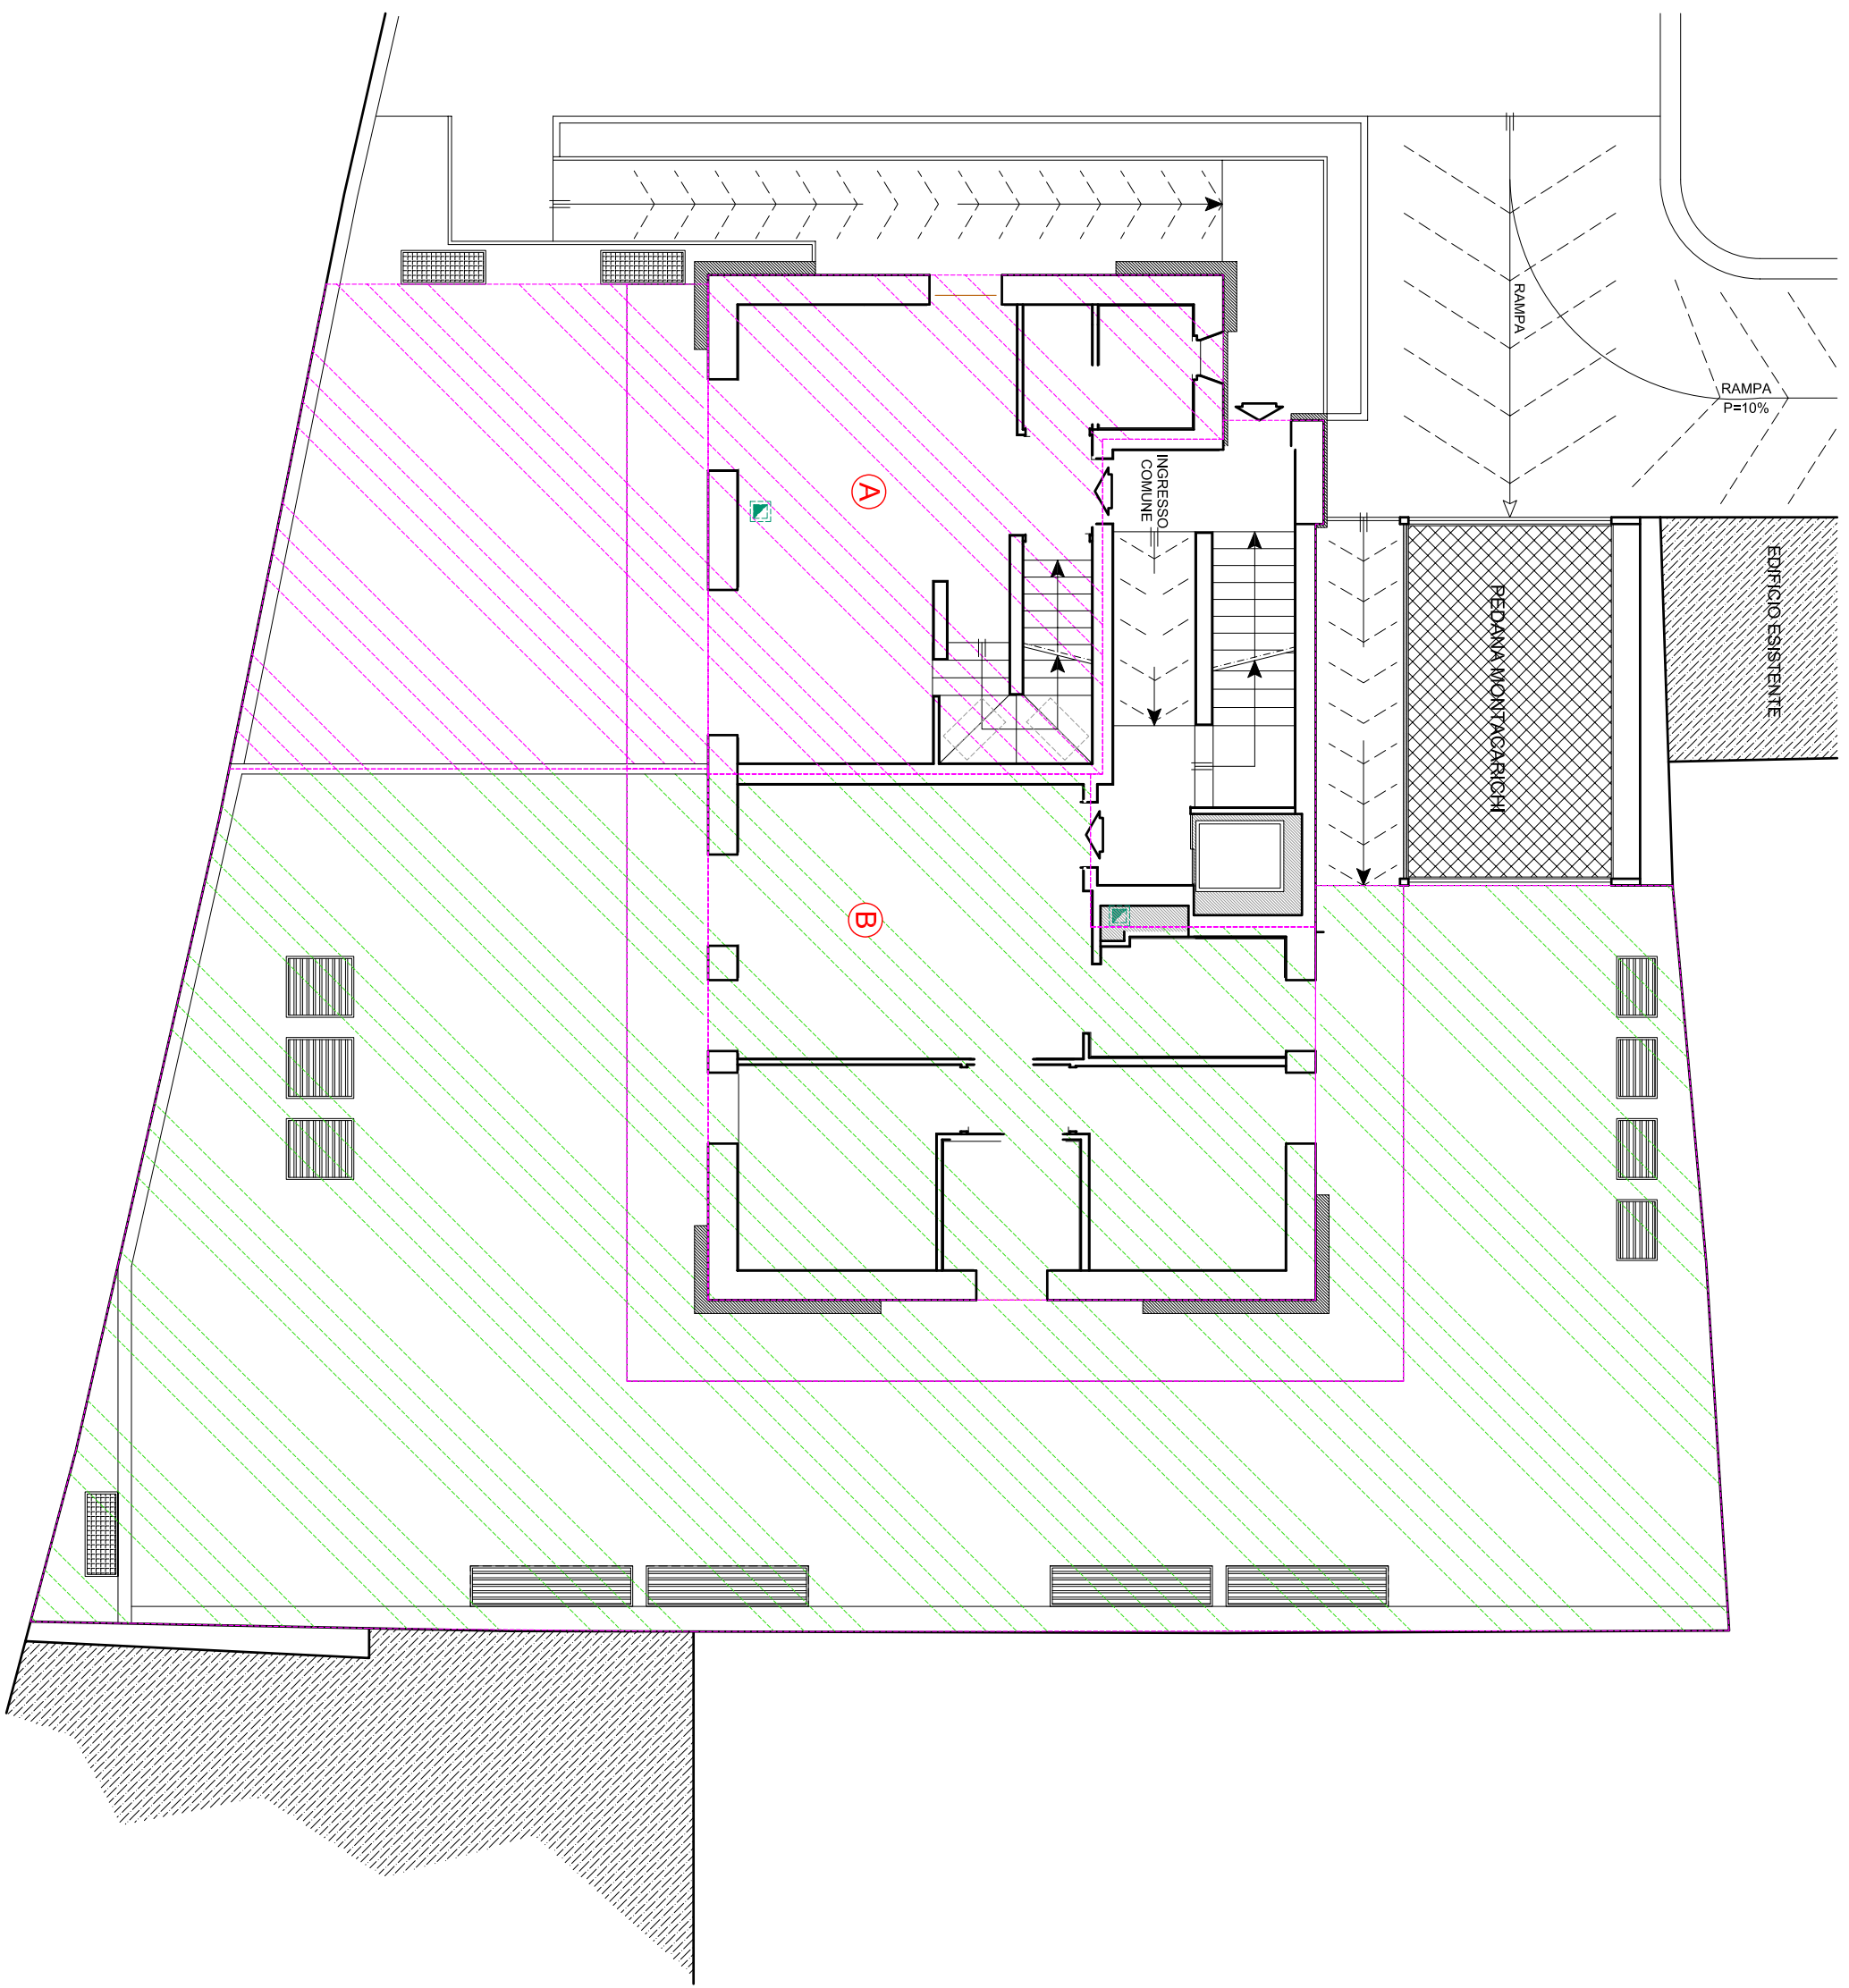 RAMPA
RAMPA
P=10%
INGRESSO
COMUNE
A
EDIFICIO ESISTENTE
PEDANA MONTACARICHI
B